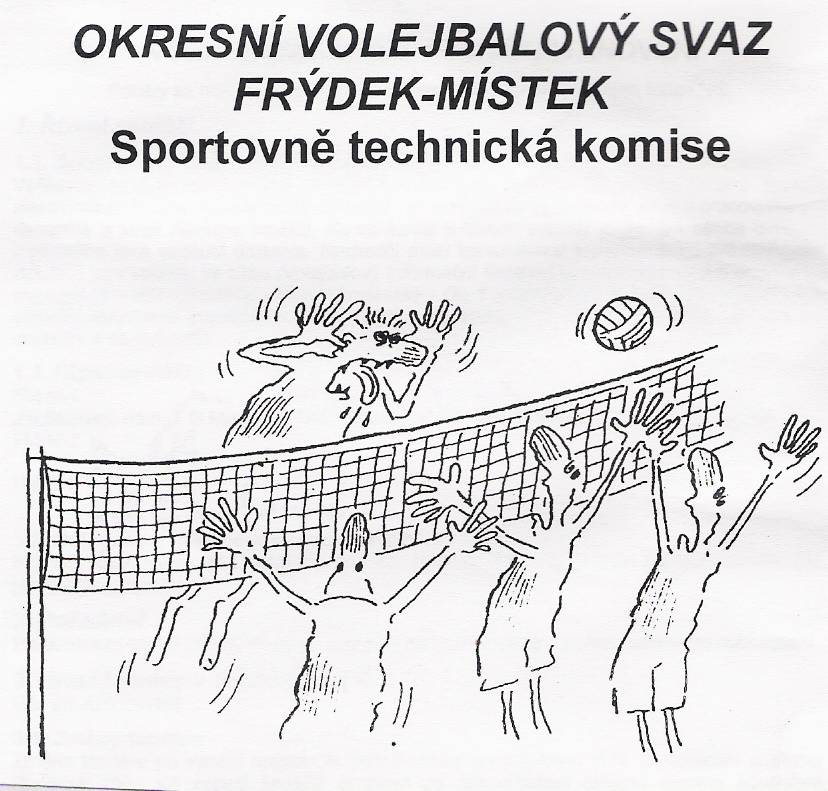 OKRESNÍ VOLEJBALOVÝ SVAZ
FRÝDEK-MÍSTEK
Sportovně technická komise